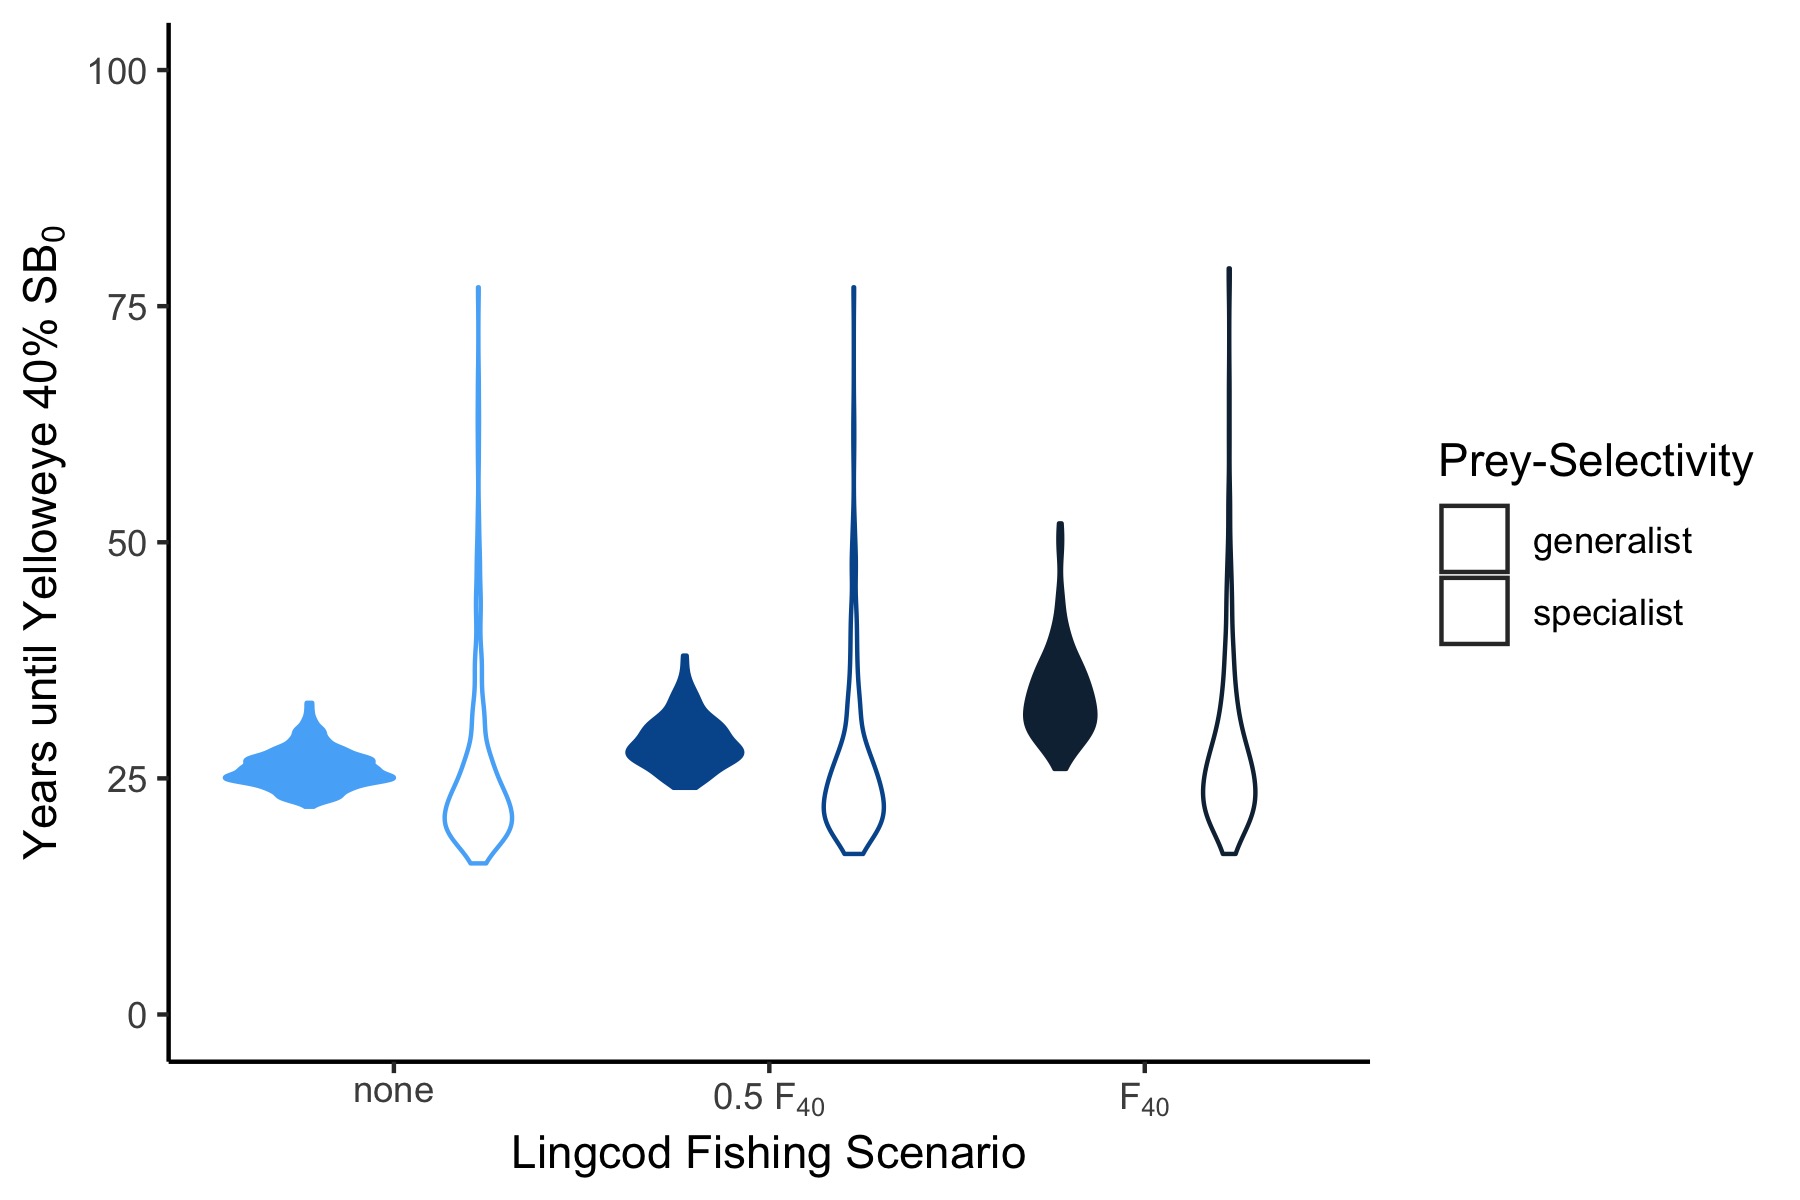 Years until Yelloweye 40% SB₀
100
75
50
25
0
none
0.5 F₄₀
F₄₀
Lingcod Fishing Scenario
Prey-Selectivity
generalist
specialist